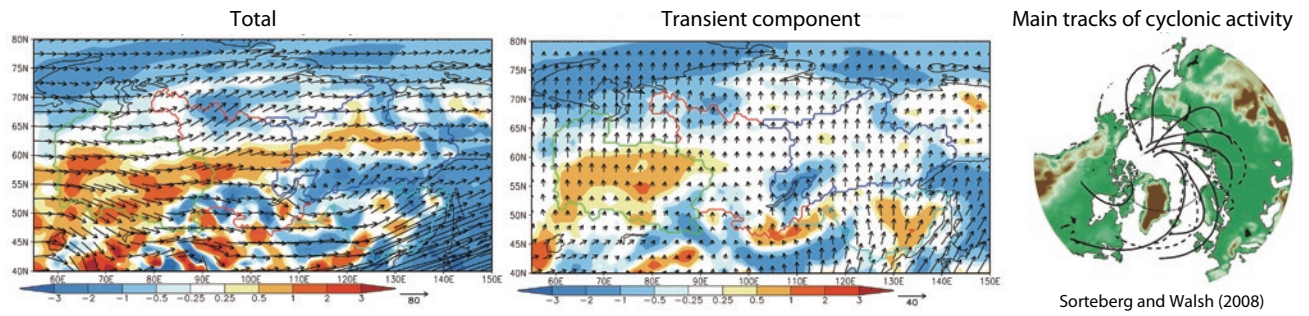 Total
Transient component
Main tracks of cyclonic activity
80N
70N
60N
55N
50N
45N
40N
60E
70E
80E
90E
100E
110E
120E
130E
140E
150E
-3
-2
-1
-0.5
-0.25
0.25
0.5
1
2
3
80
80N
70N
65N
60N
55N
50N
45N
40N
60E
70E
80E
90E
100E
110E
120E
130E
140E
150E
-3
-2
-1
-0.5
-0.25
0.25
0.5
1
2
3
40
Sorteberg and Walsh (2008)